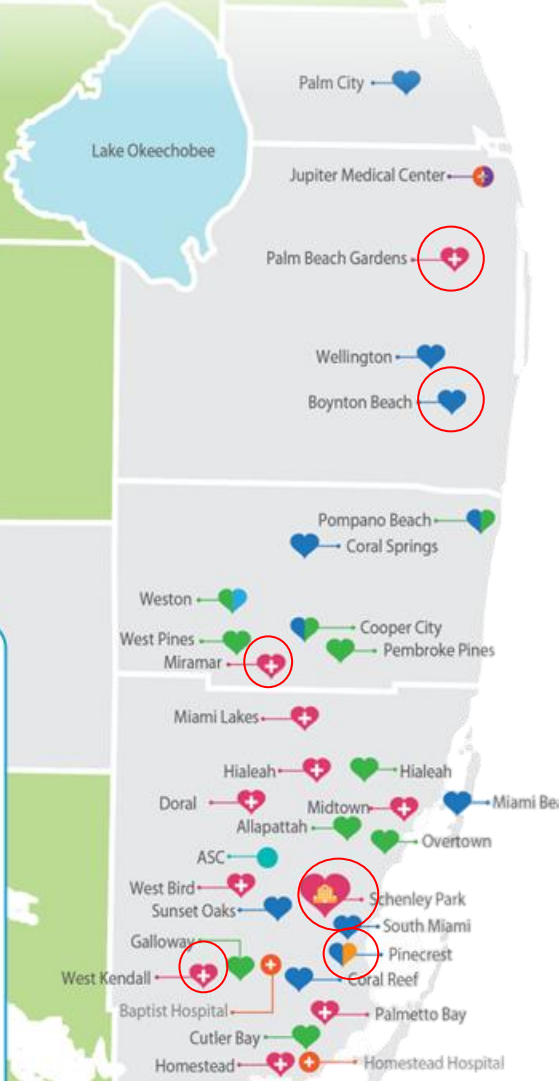 Palm City
Lake Okeechobee
Jupiter Medical Center
Palm Beach Gardens
Wellington
Boynton Beach
Pompano Beach
Coral Springs
Weston
Cooper City
West Pines
Pembroke Pines
Miramar
Miami Lakes
Hialeah
Hialeah
Doral
Midtown
Miami Bea
Allapattah
Overtown
ASC
West Bird
Schenley Park
Sunset Oaks
South Miami
Galloway
Pinecrest
West Kendall
Coral Reef
Baptist Hospital
Palmetto Bay
Cutler Bay
Homestead
Homestead Hospital